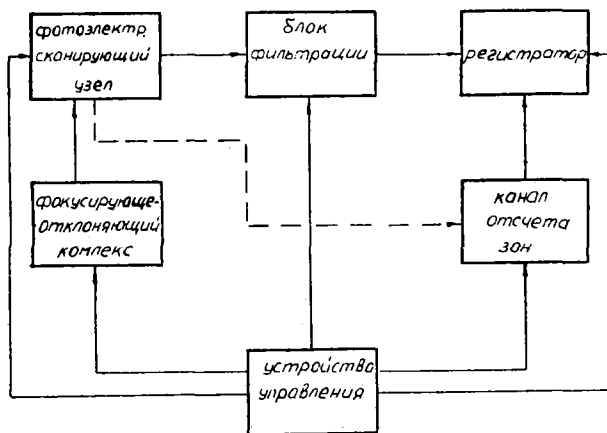 фотоэлектр.
сканирующий
узел
блок
фильтрации
регистратор
фокусирующе-
отклоняющий
комплекс
канал
отсчета
зон
устройство
управления